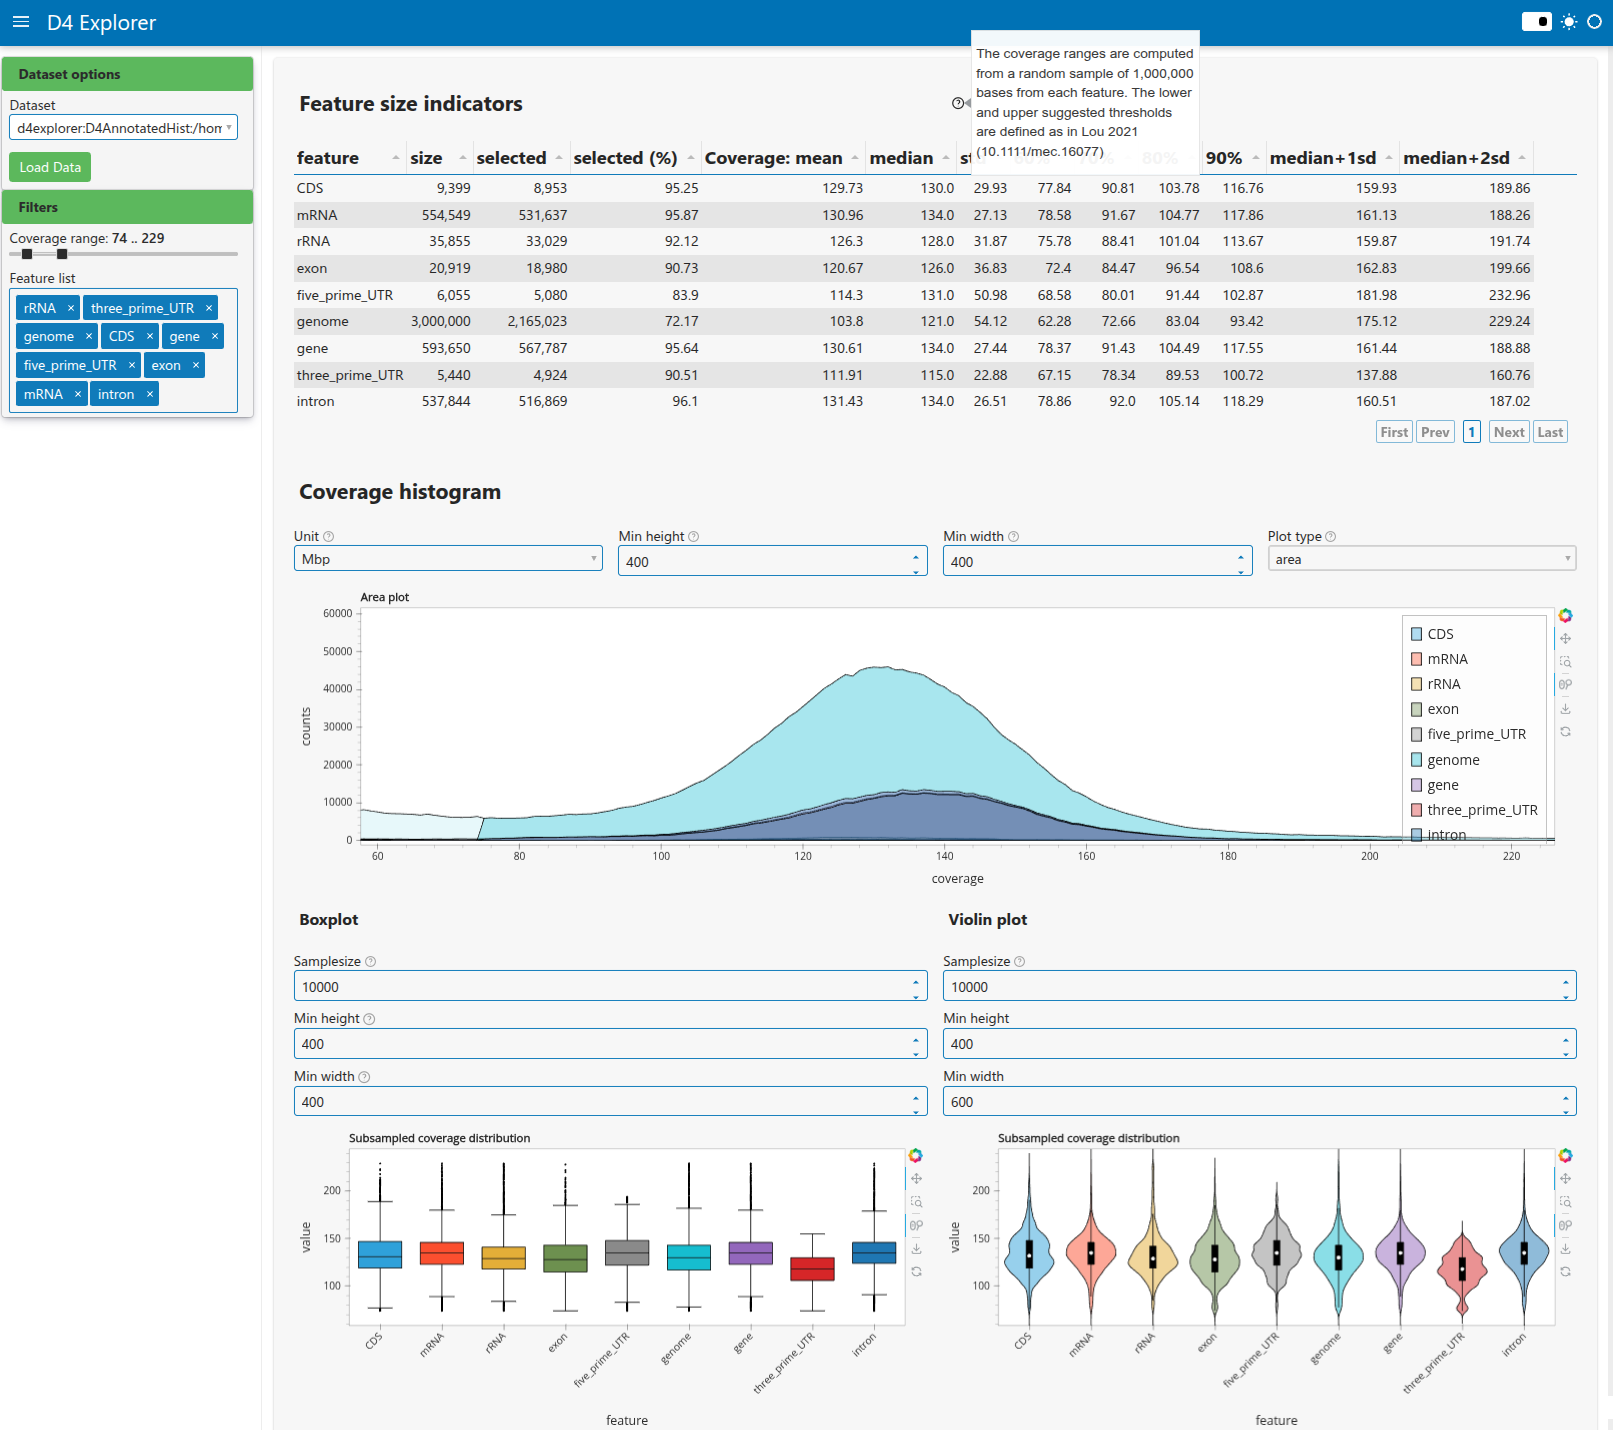 D4 Explorer
Dataset options
Dataset
d4explorer:D4AnnotatedHist:/hom
Load Data
Filters
Coverage range: 74 .. 229
Feature list
rRNA × three_prime_UTR ×
genome × CDS × gene ×
five_prime_UTR × exon ×
mRNA × intron ×
The coverage ranges are computed
from a random sample of 1,000,000
bases from each feature. The lower
and upper suggested thresholds
are defined as in Lou 2021
(10.1111/mec.16077)
Feature size indicators
feature size selected selected (%) Coverage: mean median 80% 90% median+1sd median+2sd
CDS 9,399 8,953 95.25 129.73 130.0 29.93 77.84 90.81 103.78 116.76 159.93 189.86
mRNA 554,549 531,637 95.87 130.96 134.0 27.13 78.58 91.67 104.77 117.86 161.13 188.26
rRNA 35,855 33,029 92.12 126.3 128.0 31.87 75.78 88.41 101.04 113.67 159.87 191.74
exon 20,919 18,980 90.73 120.67 126.0 36.83 72.4 84.47 96.54 108.6 162.83 199.66
five_prime_UTR 6,055 5,080 83.9 114.3 131.0 50.98 68.58 80.01 91.44 102.87 181.98 232.96
genome 3,000,000 2,165,023 72.17 103.8 121.0 54.12 62.28 72.66 83.04 93.42 175.12 229.24
gene 593,650 567,787 95.64 130.61 134.0 27.44 78.37 91.43 104.49 117.55 161.44 188.88
three_prime_UTR 5,440 4,924 90.51 111.91 115.0 22.88 67.15 78.34 89.53 100.72 137.88 160.76
intron 537,844 516,869 96.1 131.43 134.0 26.51 78.86 92.0 105.14 118.29 160.51 187.02
First Prev 1 Next Last
Coverage histogram
Unit Min height Min width Plot type
Mbp 400 400 area
Area plot
60000
50000
40000
30000
20000
10000
0
counts
60 80 100 120 140 160 180 200 220
coverage
CDS
mRNA
rRNA
exon
five_prime_UTR
genome
gene
three_prime_UTR
intron
Boxplot
Samplesize
10000
Min height
400
Min width
400
Subsampled coverage distribution
200
150
100
value
CDS mRNA rRNA exon five_prime_UTR genome gene three_prime_UTR intron
feature
Violin plot
Samplesize
10000
Min height
400
Min width
600
Subsampled coverage distribution
200
150
100
value
CDS mRNA rRNA exon five_prime_UTR genome gene three_prime_UTR intron
feature